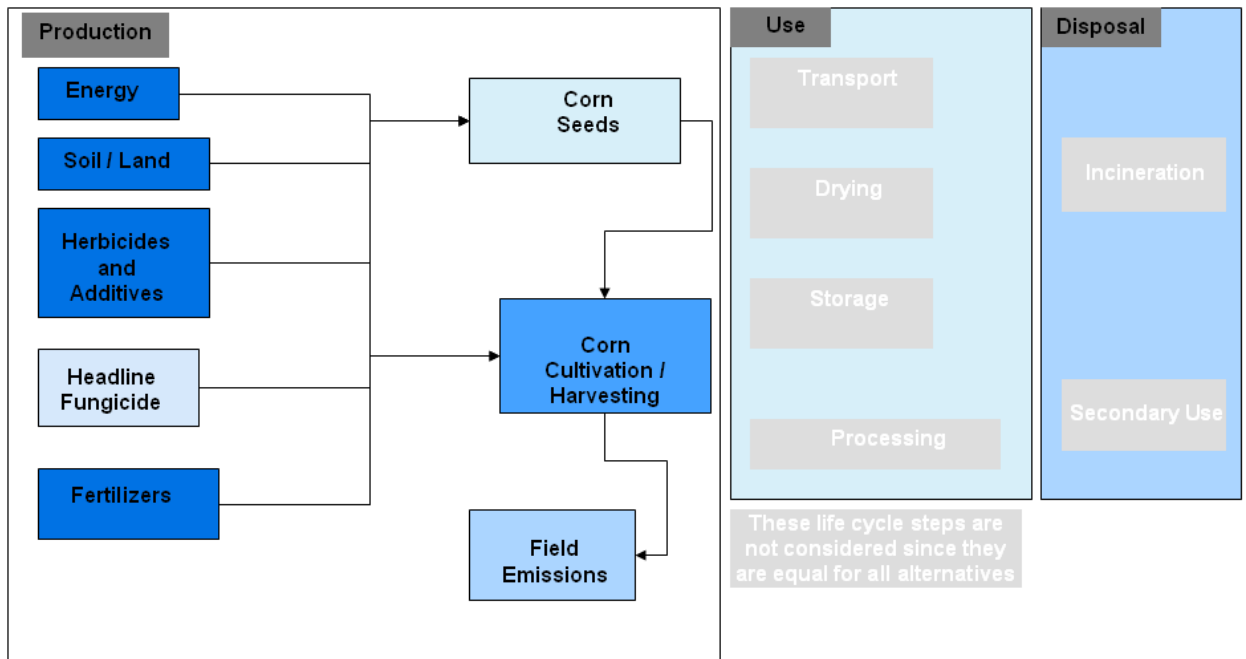 Production
Energy
Soil / Land
Herbicides
and
Additives
Headline
Fungicide
Fertilizers
Corn
Seeds
Corn
Cultivation /
Harvesting
Field
Emissions
Use
Transport
Drying
Storage
Processing
These life cycle steps are
not considered since they
are equal for all alternatives
Disposal
Incineration
Secondary Use